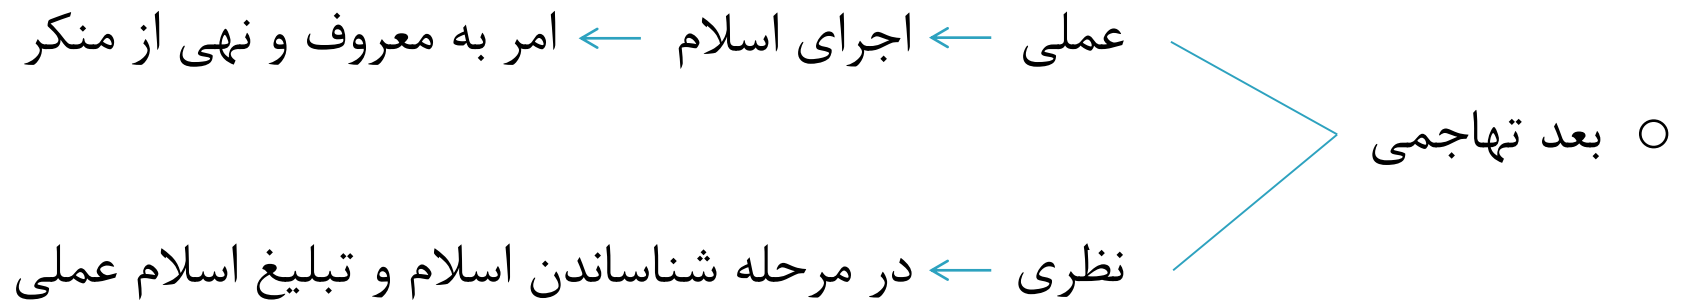 عملی ← اجرای اسلام ← امر به معروف و نهی از منکر
○ بعد تهاجمی
نظری ← در مرحله شناساندن اسلام و تبلیغ اسلام عملی